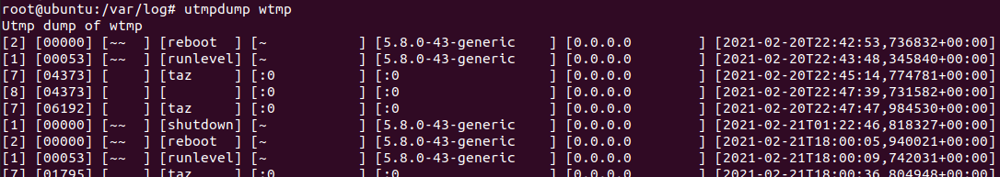 root@ubuntu:/var/log# utmpdump wtmp
Utmp dump of wtmp
[2] [00000] [~~  ] [reboot  ] [~           ] [5.8.0-43-generic    ] [0.0.0.0        ] [2021-02-20T22:42:53,736832+00:00]
[1] [00053] [~~  ] [runlevel] [~           ] [5.8.0-43-generic    ] [0.0.0.0        ] [2021-02-20T22:43:48,345840+00:00]
[7] [04373] [    ] [taz     ] [:0          ] [:0                  ] [0.0.0.0        ] [2021-02-20T22:45:14,774781+00:00]
[8] [04373] [    ] [        ] [:0          ] [:0                  ] [0.0.0.0        ] [2021-02-20T22:47:39,731582+00:00]
[7] [06192] [    ] [taz     ] [:0          ] [:0                  ] [0.0.0.0        ] [2021-02-20T22:47:47,984530+00:00]
[1] [00000] [~~  ] [shutdown] [~           ] [5.8.0-43-generic    ] [0.0.0.0        ] [2021-02-21T01:22:46,818327+00:00]
[2] [00000] [~~  ] [reboot  ] [~           ] [5.8.0-43-generic    ] [0.0.0.0        ] [2021-02-21T18:00:05,940021+00:00]
[1] [00053] [~~  ] [runlevel] [~           ] [5.8.0-43-generic    ] [0.0.0.0        ] [2021-02-21T18:00:09,742031+00:00]
[7] [01795] [    ] [taz     ] [:0          ] [:0                  ] [0.0.0.0        ] [2021-02-21T18:00:36,804948+00:00]